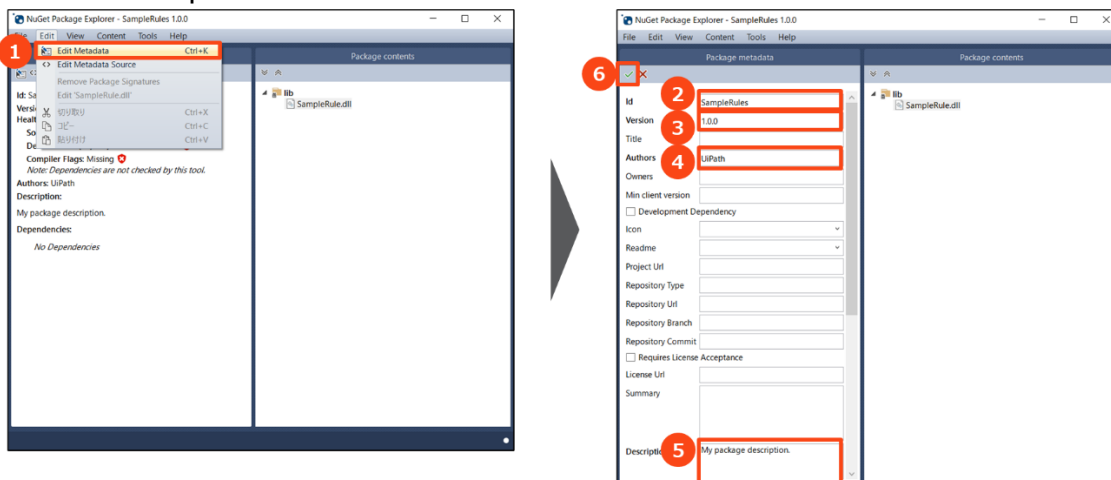 NuGet Package Explorer - SampleRules 1.0.0
File Edit View Content Tools Help
1
Edit Metadata Ctrl+K
Edit Metadata Source
Remove Package Signatures
Edit 'SampleRule.dll'
切り取り Ctrl+X
コピー Ctrl+C
貼り付け Ctrl+V
Id: Sa
Versi
Healt
So
De
Compiler Flags: Missing
Note: Dependencies are not checked by this tool.
Authors: UiPath
Description:
My package description.
Dependencies:
No Dependencies
Package contents
lib
SampleRule.dll
NuGet Package Explorer - SampleRules 1.0.0
File Edit View Content Tools Help
Package metadata
6
Id 2 SampleRules
Version 3 1.0.0
Title
Authors 4 UiPath
Owners
Min client version
Development Dependency
Icon
Readme
Project Url
Repository Type
Repository Url
Repository Branch
Repository Commit
Requires License Acceptance
License Url
Summary
Descripti 5 My package description.
Package contents
lib
SampleRule.dll